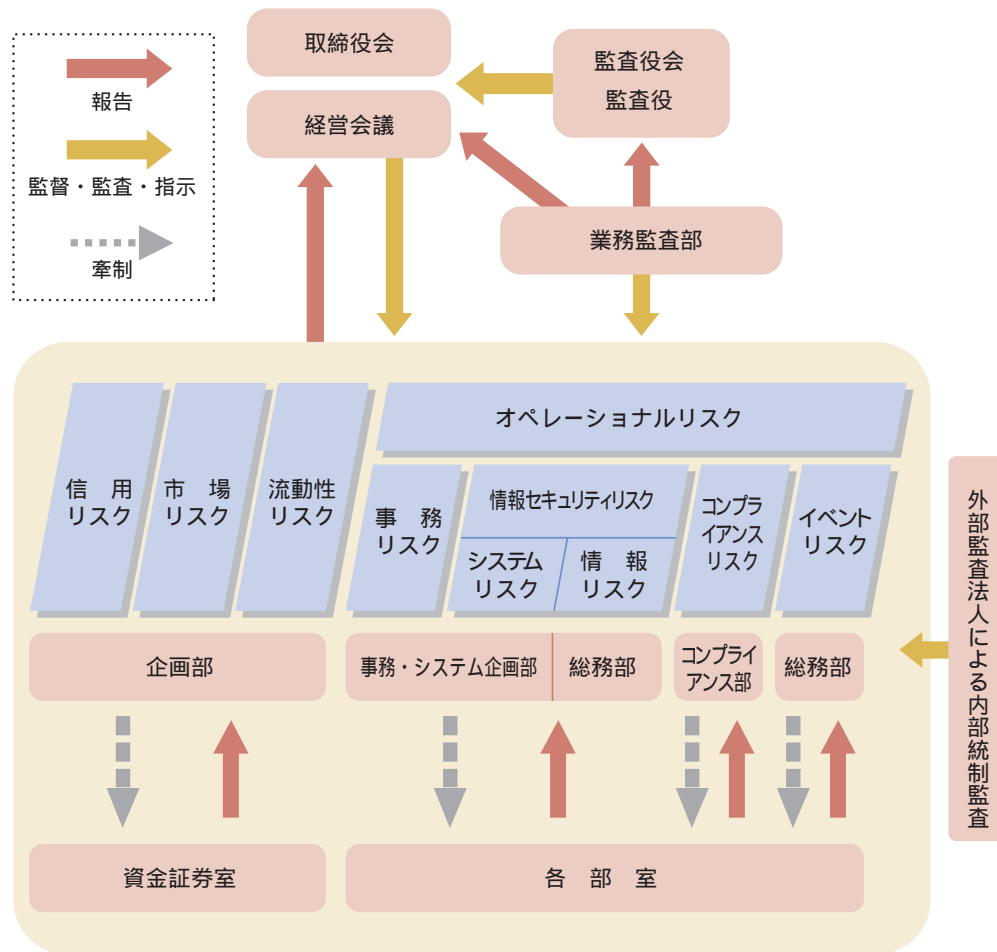 報告
監督・監査・指示
牽制
取締役会
経営会議
監査役会
監査役
業務監査部
信　用
リスク
市　場
リスク
流動性
リスク
オペレーショナルリスク
事　務
リスク
情報セキュリティリスク
システム
リスク
情　報
リスク
コンプラ
イアンス
リスク
イベント
リスク
企画部
事務・システム企画部
総務部
コンプライ
アンス部
総務部
資金証券室
各　部　室
外部監査法人による内部統制監査